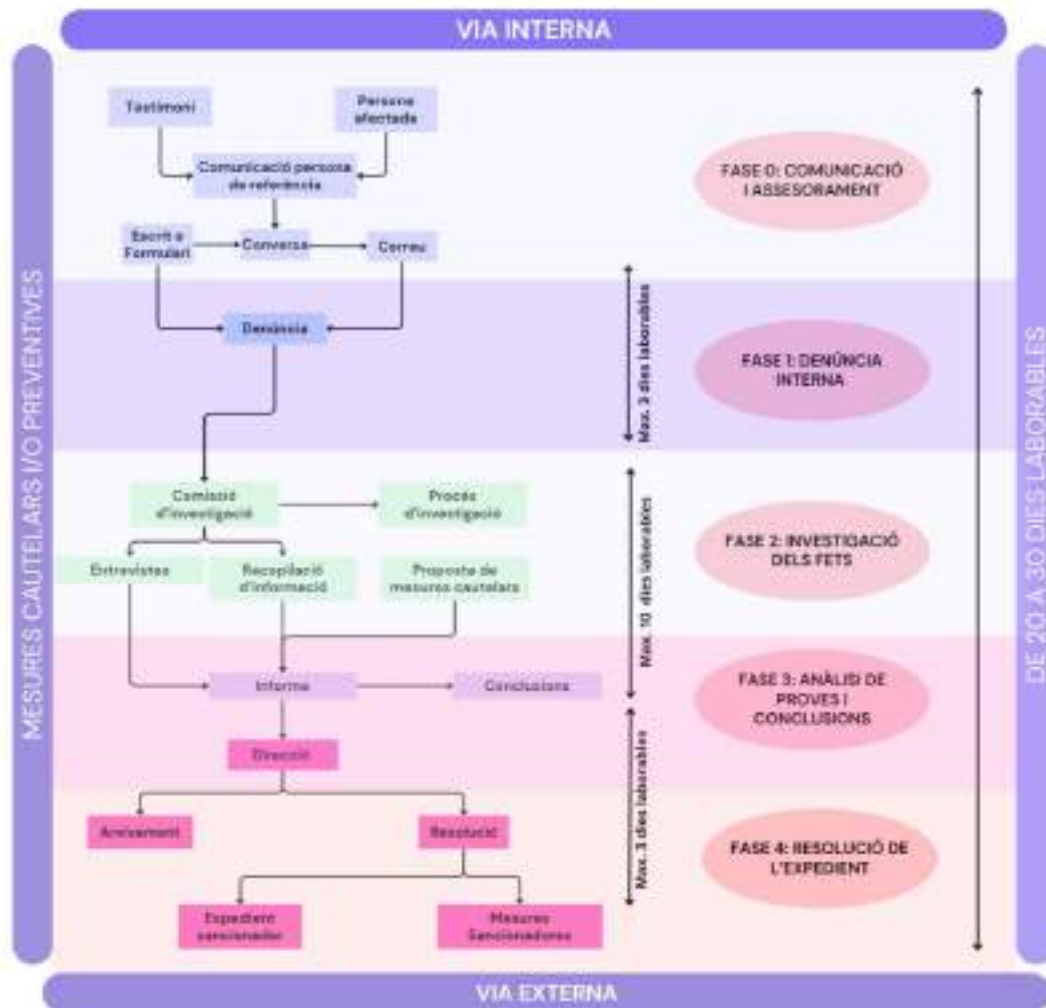 VIA INTERNA
MESURES CAUTELARS I/O PREVENTIVES
DE 20 A 30 DIES LABORABLES
Testimoni
Persona
afectada
Comunicació persona
de referència
Escrit o
Formulari
Conversa
Correu
FASE 0: COMUNICACIÓ
I ASSESORAMENT
Denúncia
Max. 3 dies laborables
FASE 1: DENÚNCIA
INTERNA
Comissió
d'investigació
Procés
d'investigació
Entrevistes
Recopilació
d'informació
Proposta de
mesures cautelars
Max. 10 dies laborables
FASE 2: INVESTIGACIÓ
DELS FETS
Informe
Conclusions
FASE 3: ANÀLISI DE
PROVES I
CONCLUSIONS
Direcció
Max. 3 dies laborables
Arxivament
Resolució
FASE 4: RESOLUCIÓ DE
L'EXPEDIENT
Expedient
sancionador
Mesures
Sancionadores
VIA EXTERNA